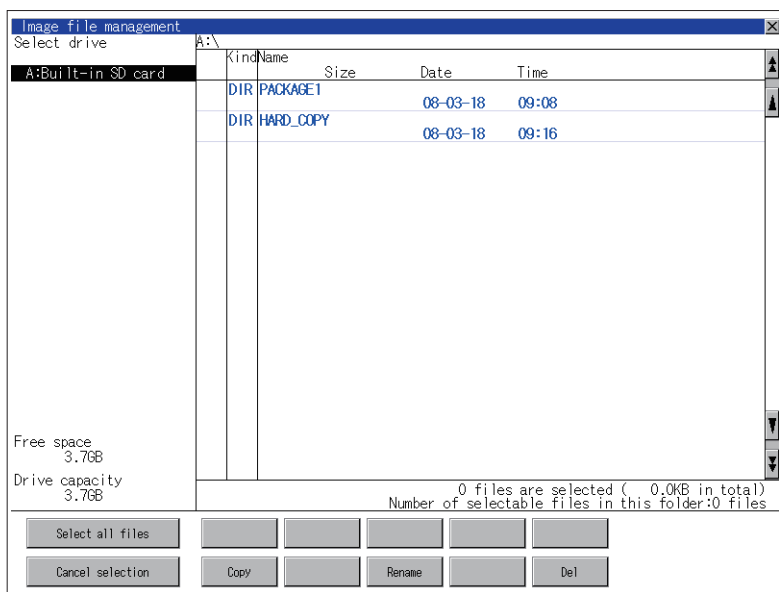 Image file management
Select drive
A:\
A:Built-in SD card
Kind Name
Size Date Time
DIR PACKAGE1
08-03-18 09:08
DIR HARD_COPY
08-03-18 09:16
Free space
3.7GB
Drive capacity
3.7GB
0 files are selected ( 0.0KB in total)
Number of selectable files in this folder:0 files
Select all files
Cancel selection Copy Rename Del